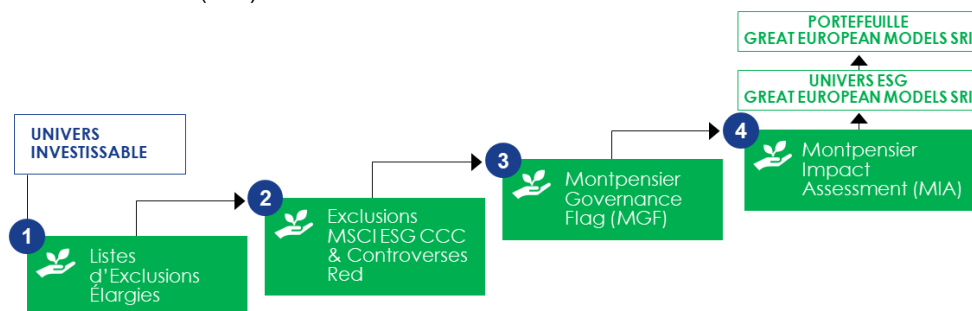 PORTEFEUILLE
GREAT EUROPEAN MODELS SRI
UNIVERS ESG
GREAT EUROPEAN MODELS SRI
UNIVERS
INVESTISSABLE
1
Listes
d'Exclusions
Élargies
2
Exclusions
MSCI ESG CCC
& Controverses
Red
3
Montpensier
Governance
Flag (MGF)
4
Montpensier
Impact
Assessment (MIA)